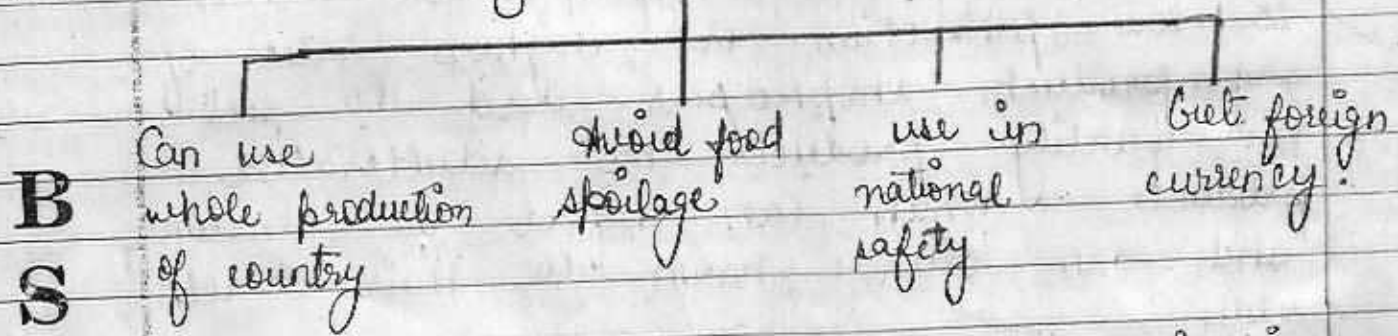 Can use
whole production
of country
Avoid food
spoilage
use in
national
safety
Get foreign
currency.
B
S